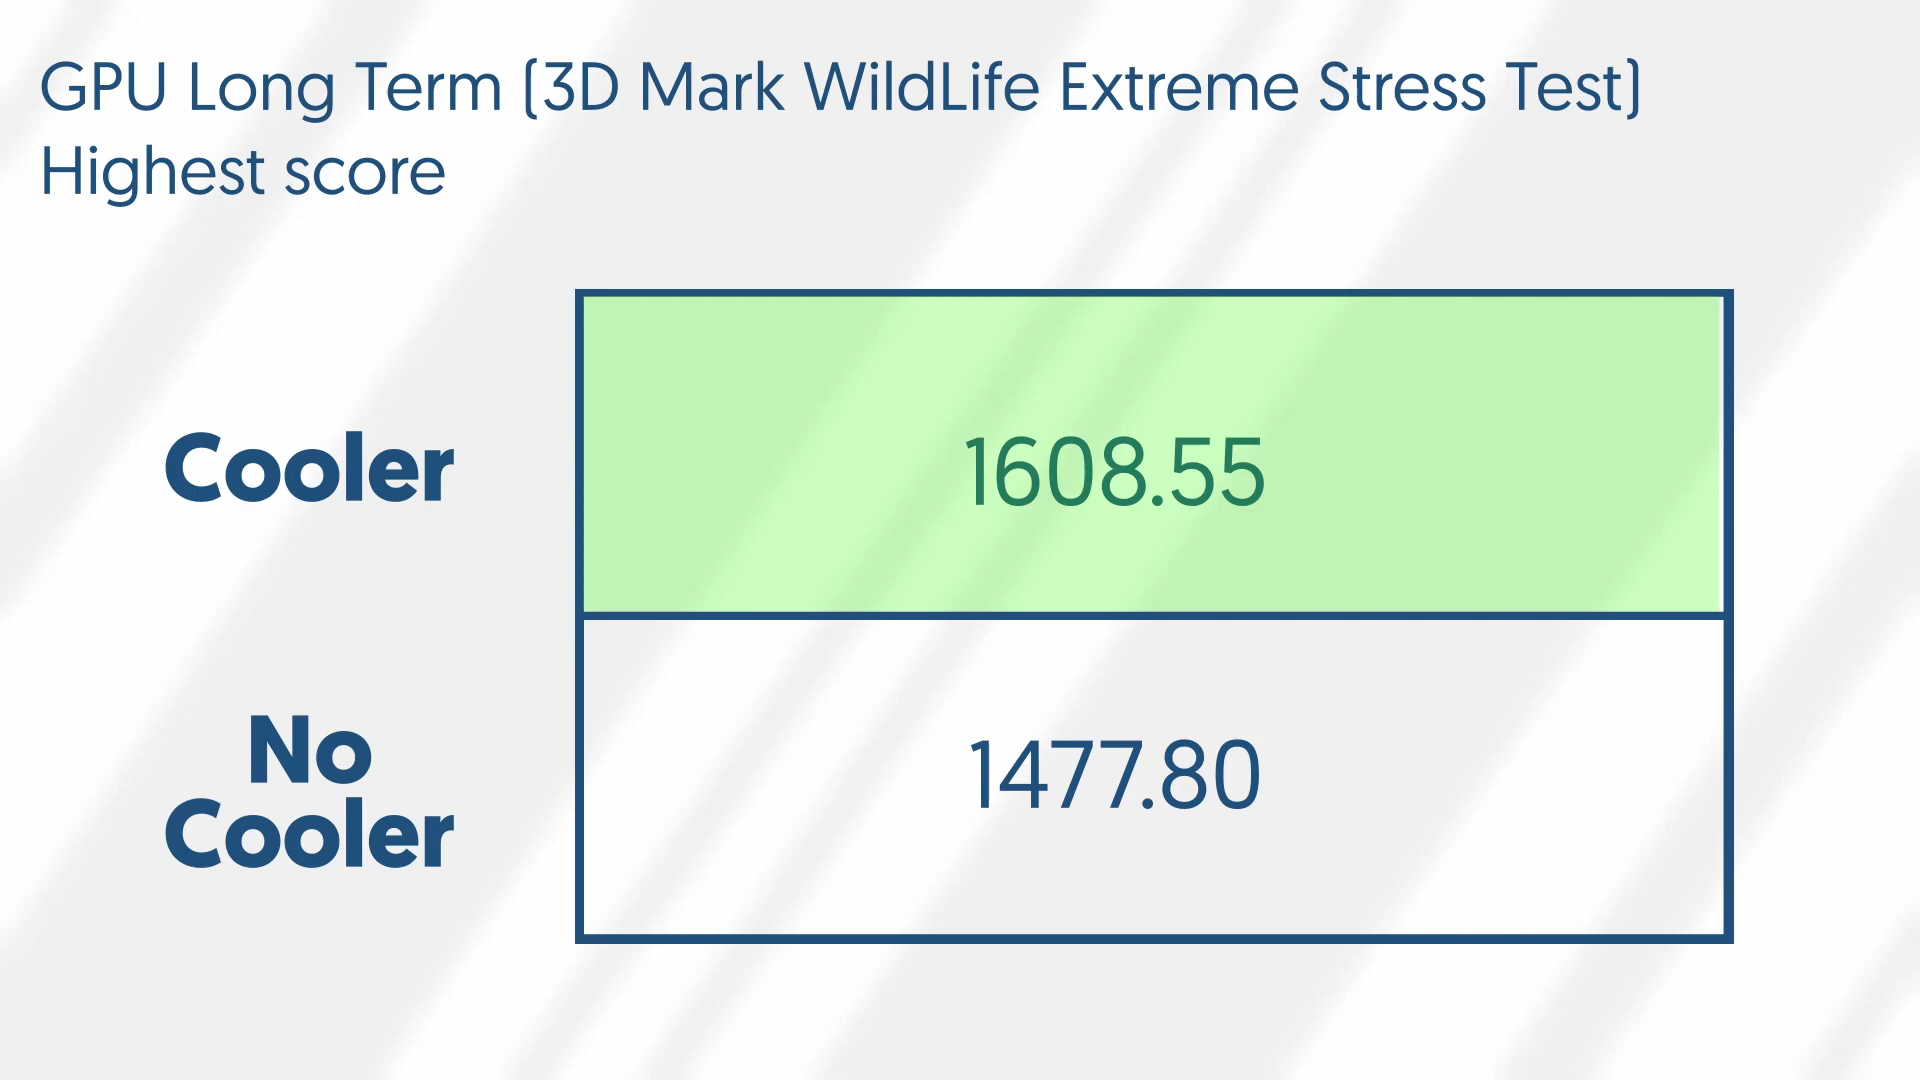 GPU Long Term (3D Mark WildLife Extreme Stress Test)
Highest score
Cooler
1608.55
No
Cooler
1477.80